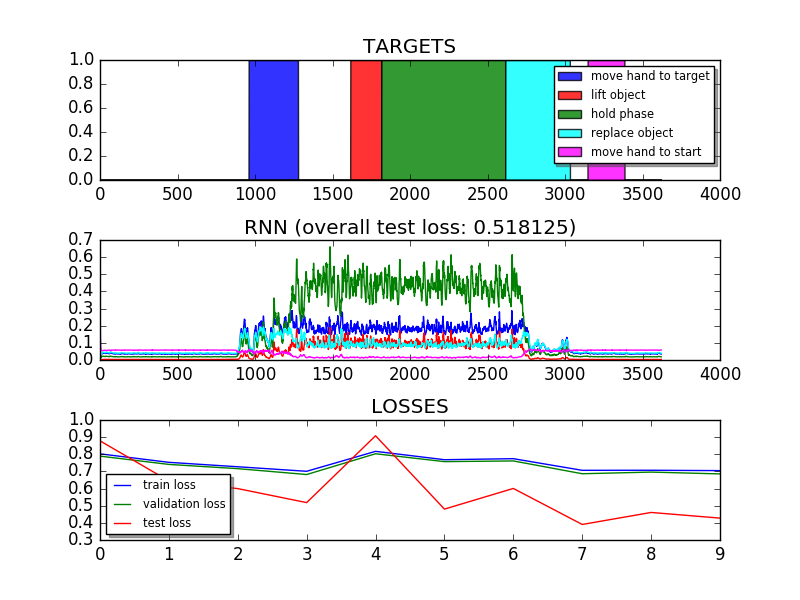 TARGETS
1.0
0.8
0.6
0.4
0.2
0.0
move hand to target
lift object
hold phase
replace object
move hand to start
0 500 1000 1500 2000 2500 3000 3500 4000
RNN (overall test loss: 0.518125)
0.7
0.6
0.5
0.4
0.3
0.2
0.1
0.0
0 500 1000 1500 2000 2500 3000 3500 4000
LOSSES
1.0
0.9
0.8
0.7
0.6
0.5
0.4
0.3
train loss
validation loss
test loss
0 1 2 3 4 5 6 7 8 9